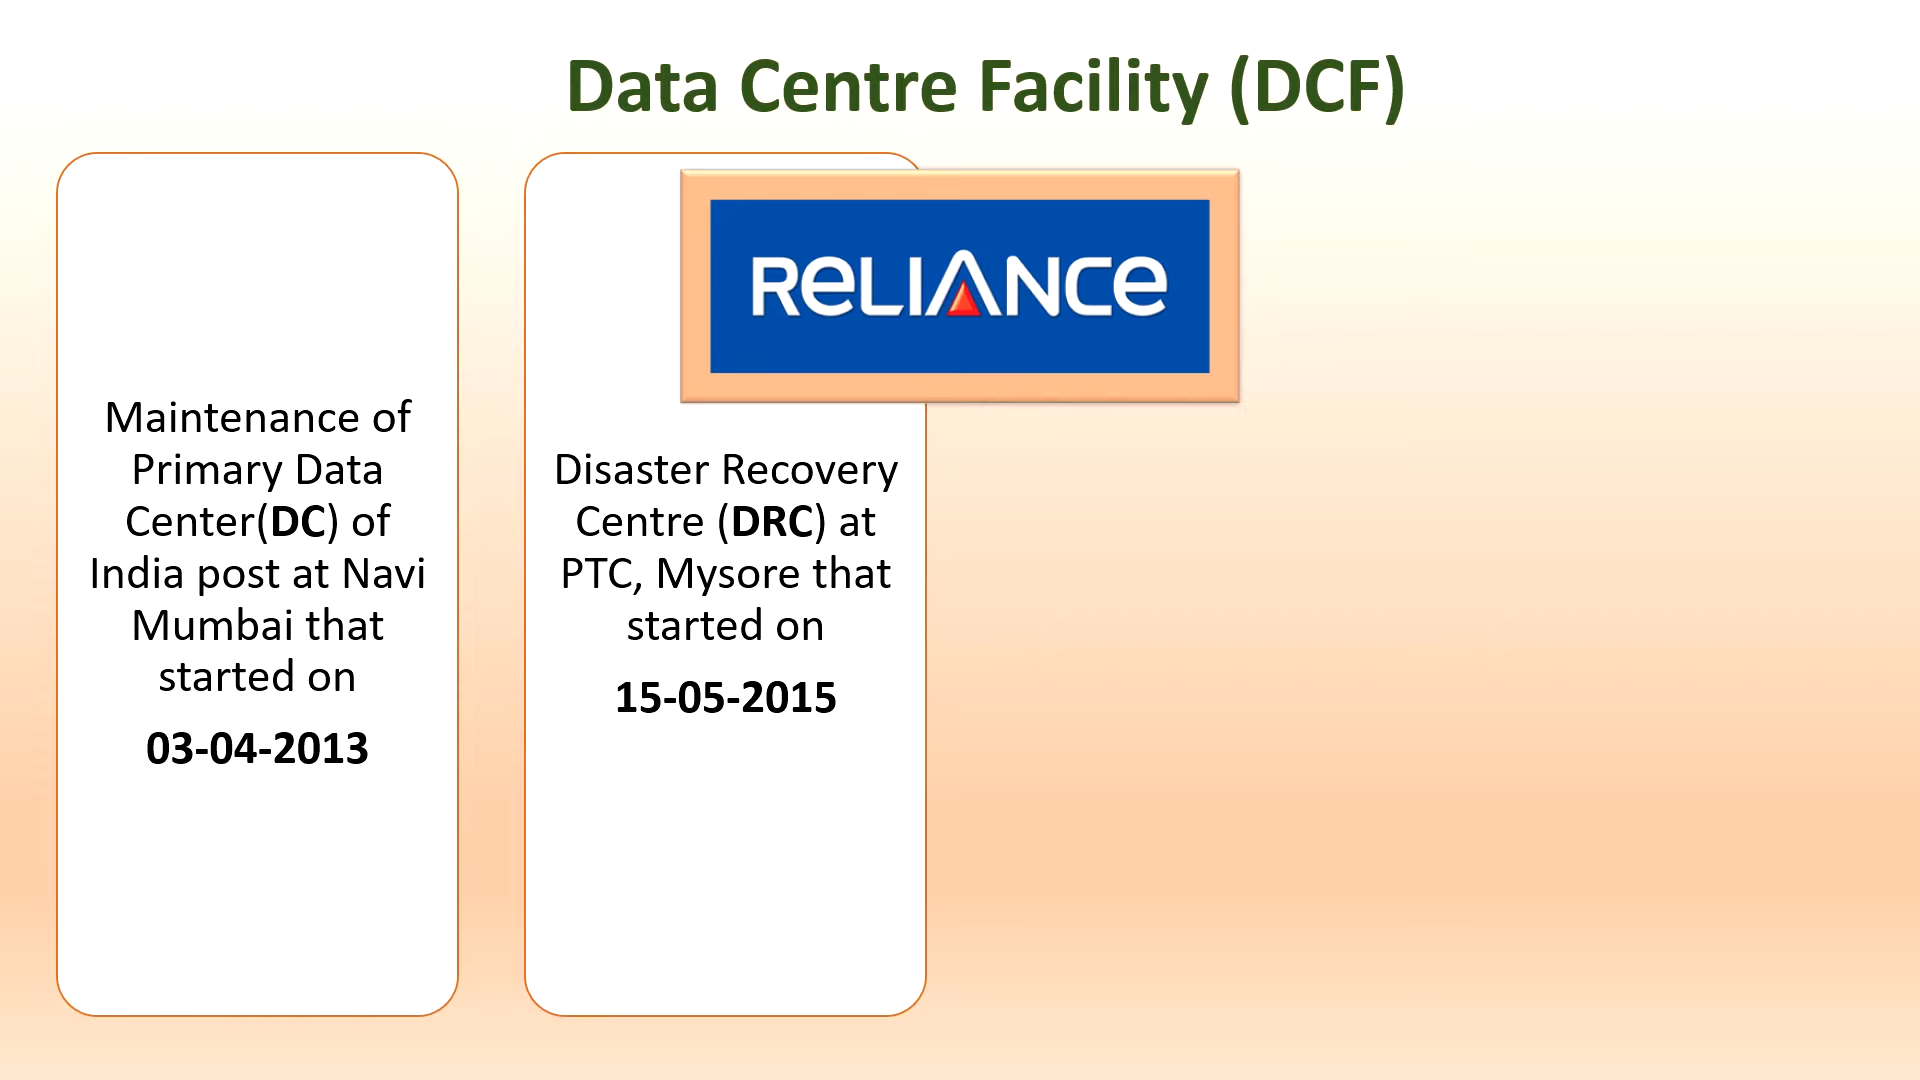 Data Centre Facility (DCF)
RELIANCE
Maintenance of
Primary Data
Center(DC) of
India post at Navi
Mumbai that
started on
03-04-2013
Disaster Recovery
Centre (DRC) at
PTC, Mysore that
started on
15-05-2015